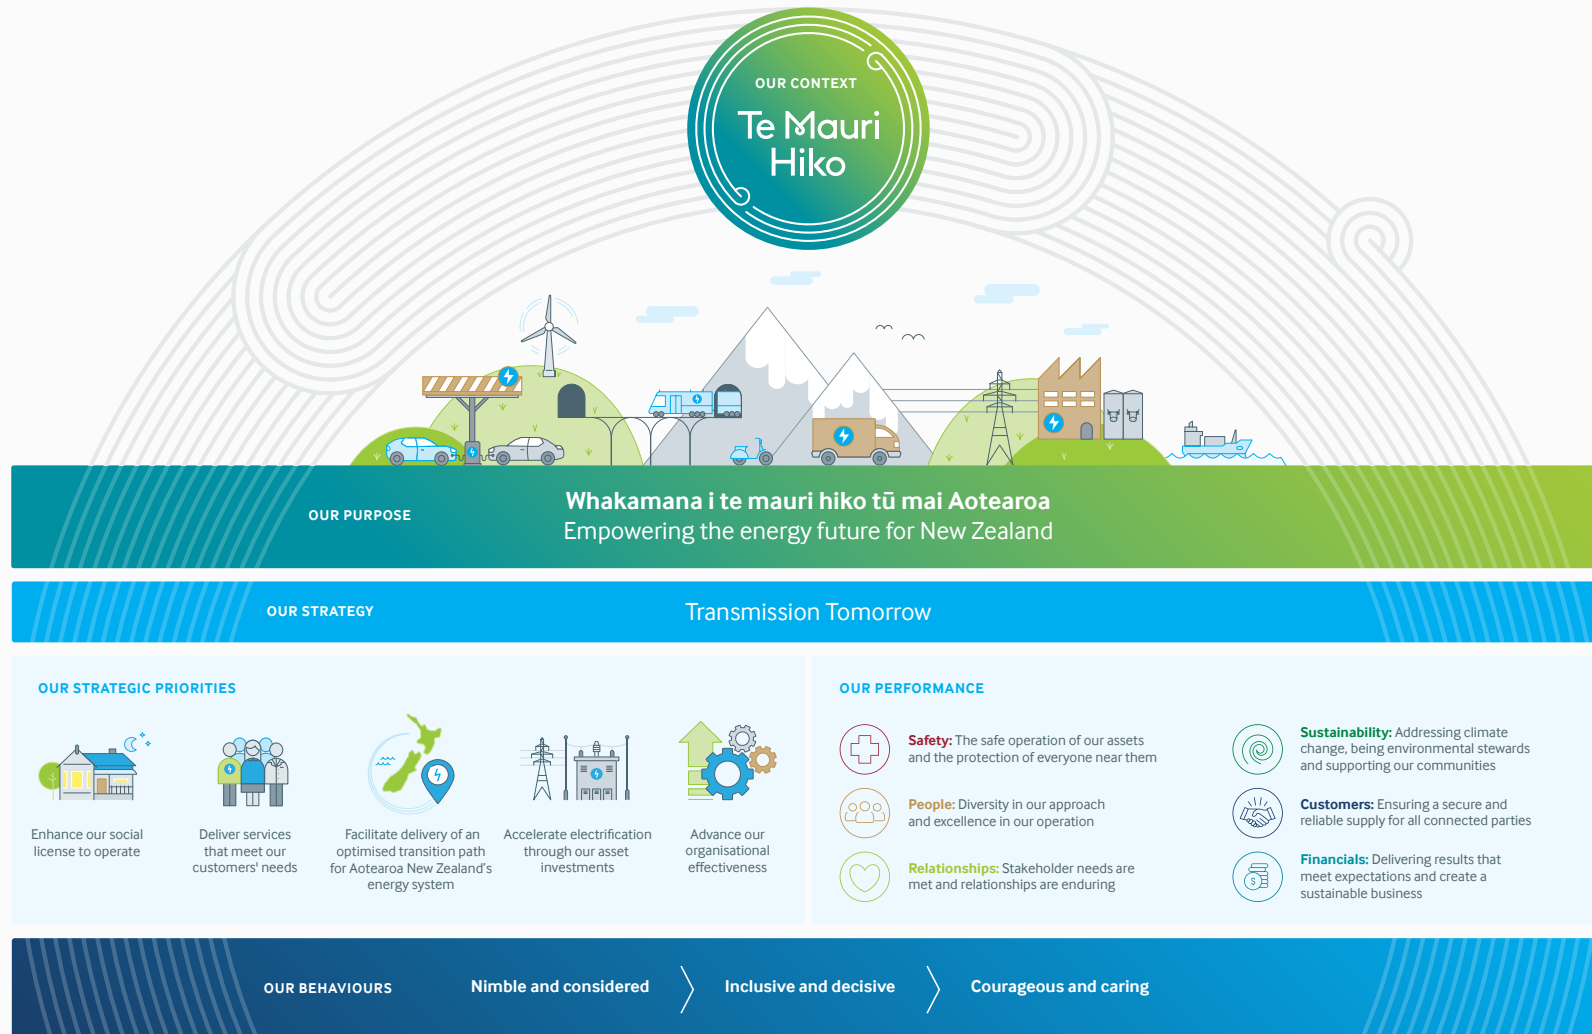 OUR CONTEXT
Te Mauri
Hiko
OUR PURPOSE
Whakamana i te mauri hiko tū mai Aotearoa
Empowering the energy future for New Zealand
OUR STRATEGY
Transmission Tomorrow
OUR STRATEGIC PRIORITIES
Enhance our social
license to operate
Deliver services
that meet our
customers' needs
Facilitate delivery of an
optimised transition path
for Aotearoa New Zealand's
energy system
Accelerate electrification
through our asset
investments
Advance our
organisational
effectiveness
OUR PERFORMANCE
Safety: The safe operation of our assets
and the protection of everyone near them
People: Diversity in our approach
and excellence in our operation
Relationships: Stakeholder needs are
met and relationships are enduring
Sustainability: Addressing climate
change, being environmental stewards
and supporting our communities
Customers: Ensuring a secure and
reliable supply for all connected parties
Financials: Delivering results that
meet expectations and create a
sustainable business
OUR BEHAVIOURS
Nimble and considered
Inclusive and decisive
Courageous and caring